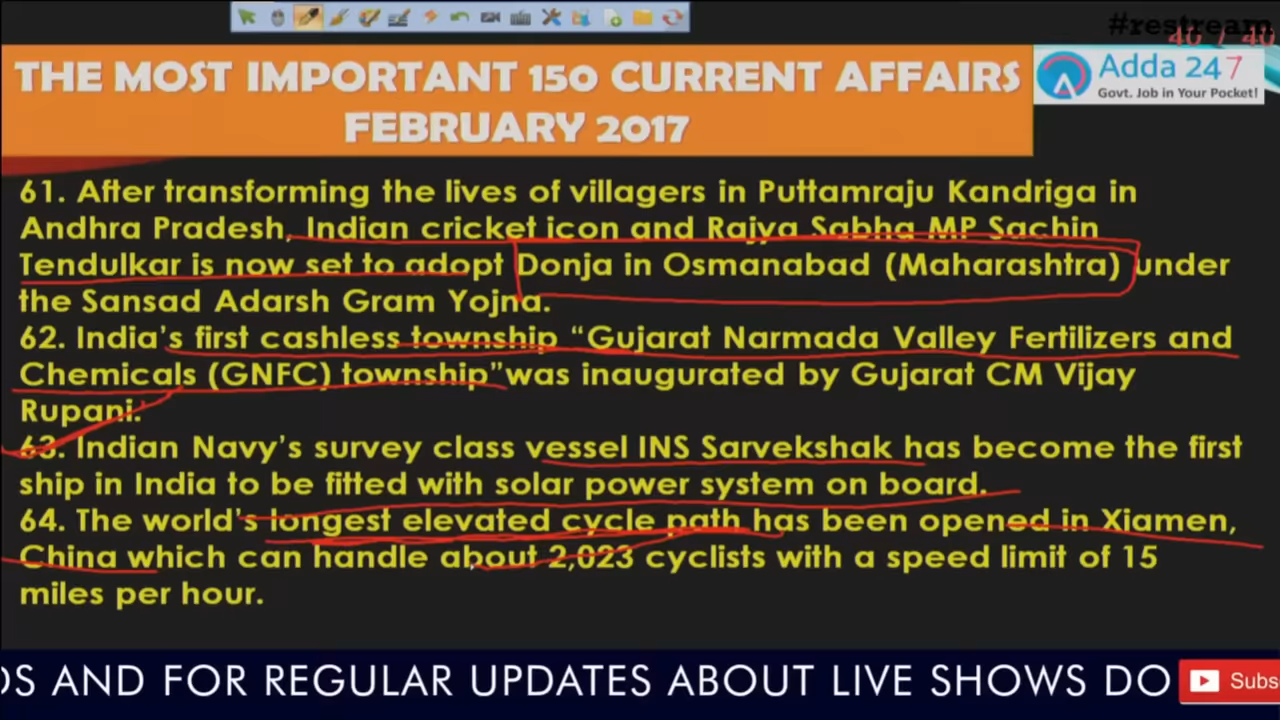 #restream
40 / 40
THE MOST IMPORTANT 150 CURRENT AFFAIRS
FEBRUARY 2017
Adda 247
Govt. Job in Your Pocket!
61. After transforming the lives of villagers in Puttamraju Kandriga in
Andhra Pradesh, Indian cricket icon and Rajya Sabha MP Sachin
Tendulkar is now set to adopt Donja in Osmanabad (Maharashtra) under
the Sansad Adarsh Gram Yojna.
62. India's first cashless township “Gujarat Narmada Valley Fertilizers and
Chemicals (GNFC) township”was inaugurated by Gujarat CM Vijay
Rupani.
63. Indian Navy's survey class vessel INS Sarvekshak has become the first
ship in India to be fitted with solar power system on board.
64. The world's longest elevated cycle path has been opened in Xiamen,
China which can handle about 2,023 cyclists with a speed limit of 15
miles per hour.
DS AND FOR REGULAR UPDATES ABOUT LIVE SHOWS DO
Subs